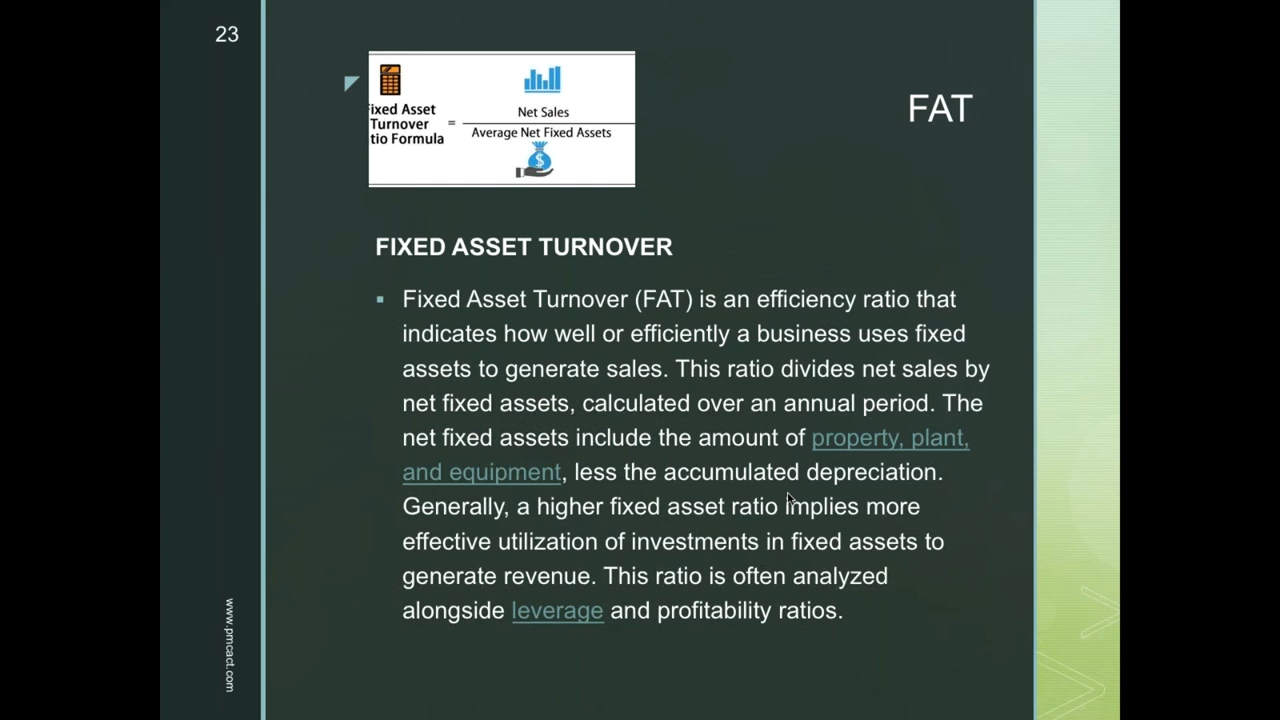 23
ixed Asset
Turnover
tio Formula
=
Net Sales
Average Net Fixed Assets
$
FAT
FIXED ASSET TURNOVER
▪ Fixed Asset Turnover (FAT) is an efficiency ratio that
indicates how well or efficiently a business uses fixed
assets to generate sales. This ratio divides net sales by
net fixed assets, calculated over an annual period. The
net fixed assets include the amount of property, plant,
and equipment, less the accumulated depreciation.
Generally, a higher fixed asset ratio implies more
effective utilization of investments in fixed assets to
generate revenue. This ratio is often analyzed
alongside leverage and profitability ratios.
www.pmcact.com